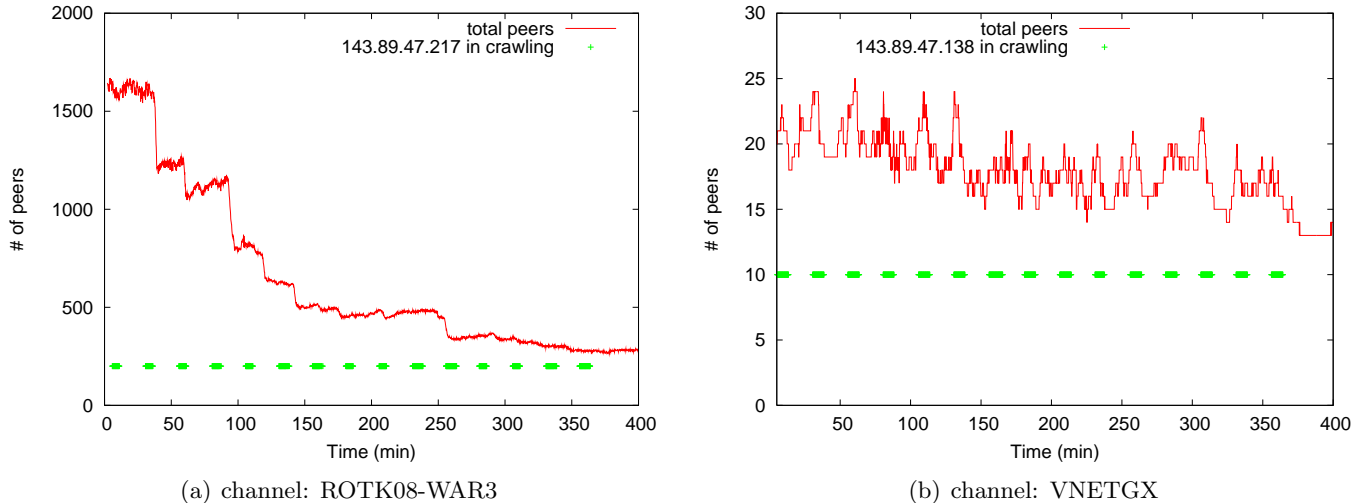 2000
1500
1000
500
0
# of peers
0 50 100 150 200 250 300 350 400
Time (min)
total peers
143.89.47.217 in crawling
(a) channel: ROTK08-WAR3
30
25
20
15
10
5
0
# of peers
50 100 150 200 250 300 350 400
Time (min)
total peers
143.89.47.138 in crawling
(b) channel: VNETGX